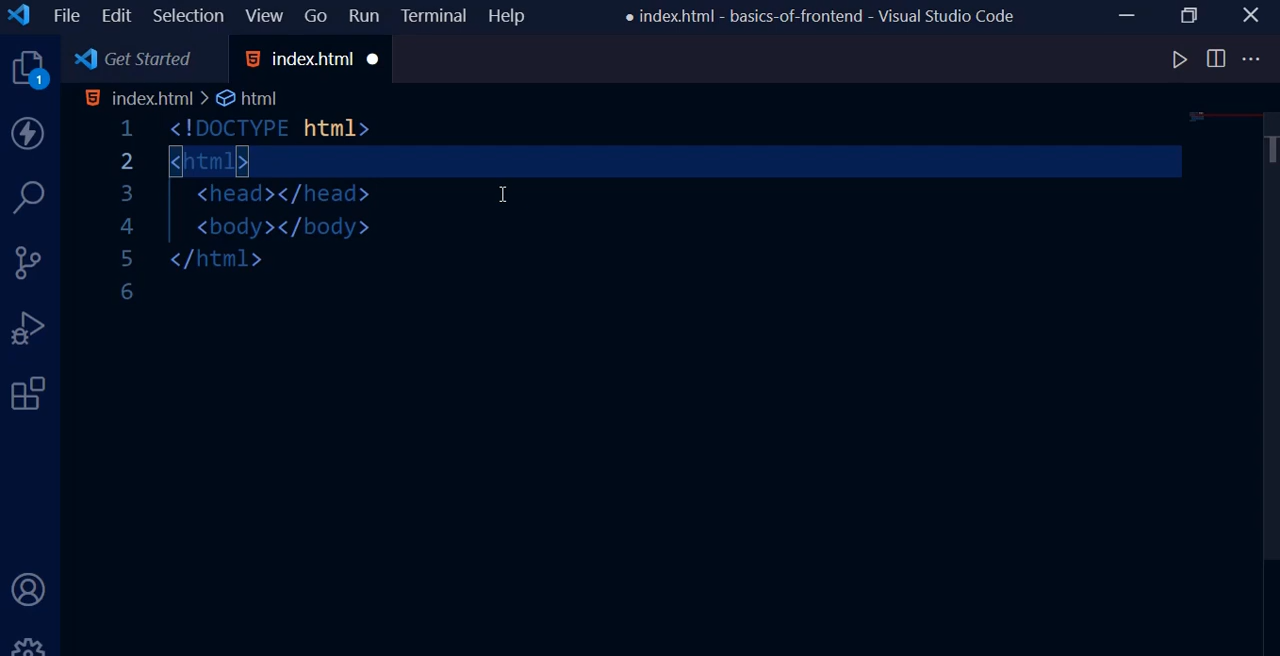 File Edit Selection View Go Run Terminal Help ● index.html - basics-of-frontend - Visual Studio Code
1 Get Started index.html
index.html > html
1 <!DOCTYPE html>
2 <html>
3 <head></head>
4 <body></body>
5 </html>
6